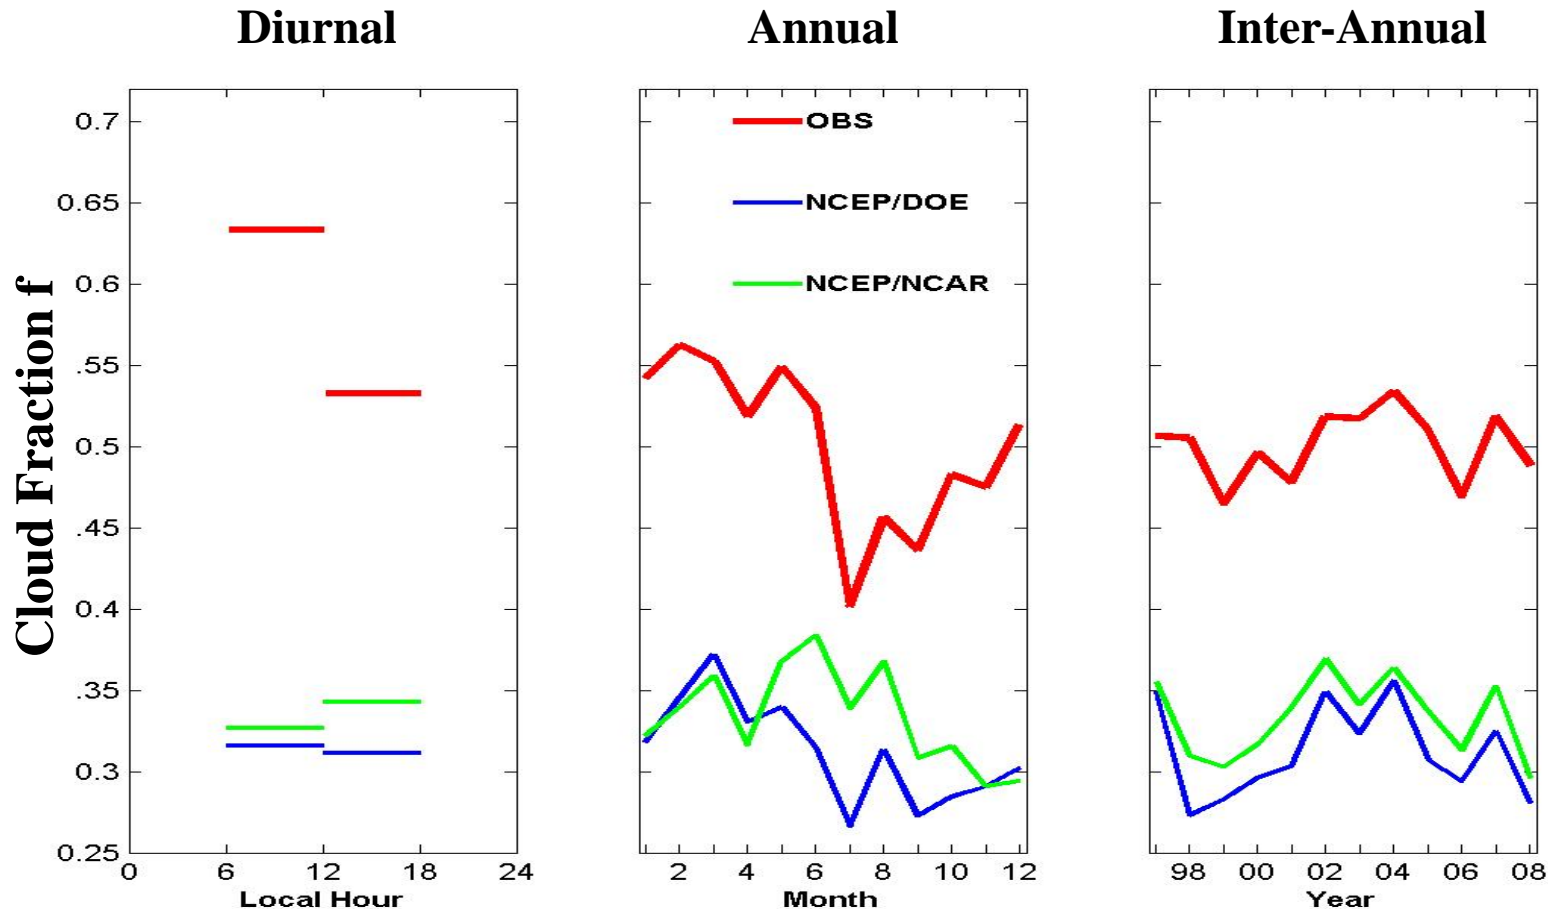 Diurnal Annual Inter-Annual
Cloud Fraction f
0.7
0.65
0.6
.55
0.5
.45
0.4
.35
0.3
0.25
OBS
NCEP/DOE
NCEP/NCAR
0 6 12 18 24
2 4 6 8 10 12
98 00 02 04 06 08
Local Hour
Month
Year